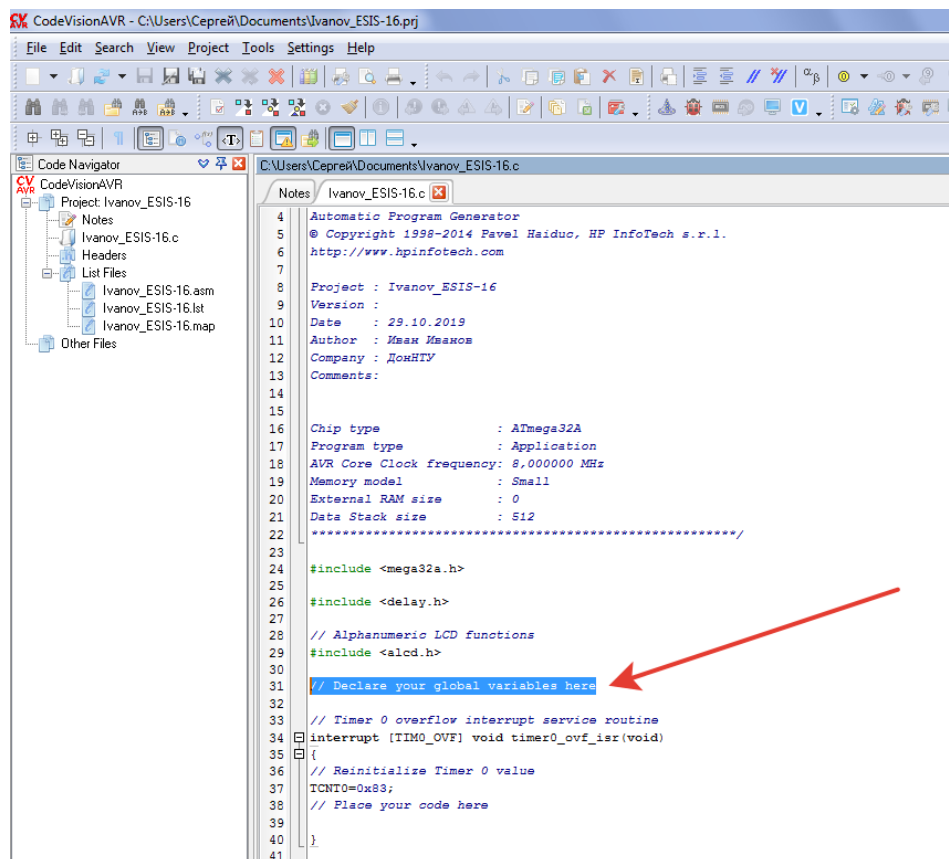 CodeVisionAVR - C:\Users\Сергей\Documents\Ivanov_ESIS-16.prj
File Edit Search View Project Tools Settings Help
Code Navigator
CodeVisionAVR
Project: Ivanov_ESIS-16
Notes
Ivanov_ESIS-16.c
Headers
List Files
Ivanov_ESIS-16.asm
Ivanov_ESIS-16.lst
Ivanov_ESIS-16.map
Other Files
C:\Users\Сергей\Documents\Ivanov_ESIS-16.c
Notes Ivanov_ESIS-16.c
4 Automatic Program Generator
5 © Copyright 1998-2014 Pavel Haiduc, HP InfoTech s.r.l.
6 http://www.hpinfotech.com
7
8 Project : Ivanov_ESIS-16
9 Version :
10 Date : 29.10.2019
11 Author : Иван Иванов
12 Company : ДонНТУ
13 Comments:
14
15
16 Chip type : ATmega32A
17 Program type : Application
18 AVR Core Clock frequency: 8,000000 MHz
19 Memory model : Small
20 External RAM size : 0
21 Data Stack size : 512
22 *******************************************************/
23
24 #include <mega32a.h>
25
26 #include <delay.h>
27
28 // Alphanumeric LCD functions
29 #include <alcd.h>
30
31 // Declare your global variables here
32
33 // Timer 0 overflow interrupt service routine
34 interrupt [TIM0_OVF] void timer0_ovf_isr(void)
35 {
36 // Reinitialize Timer 0 value
37 TCNT0=0x83;
38 // Place your code here
39
40 }
41